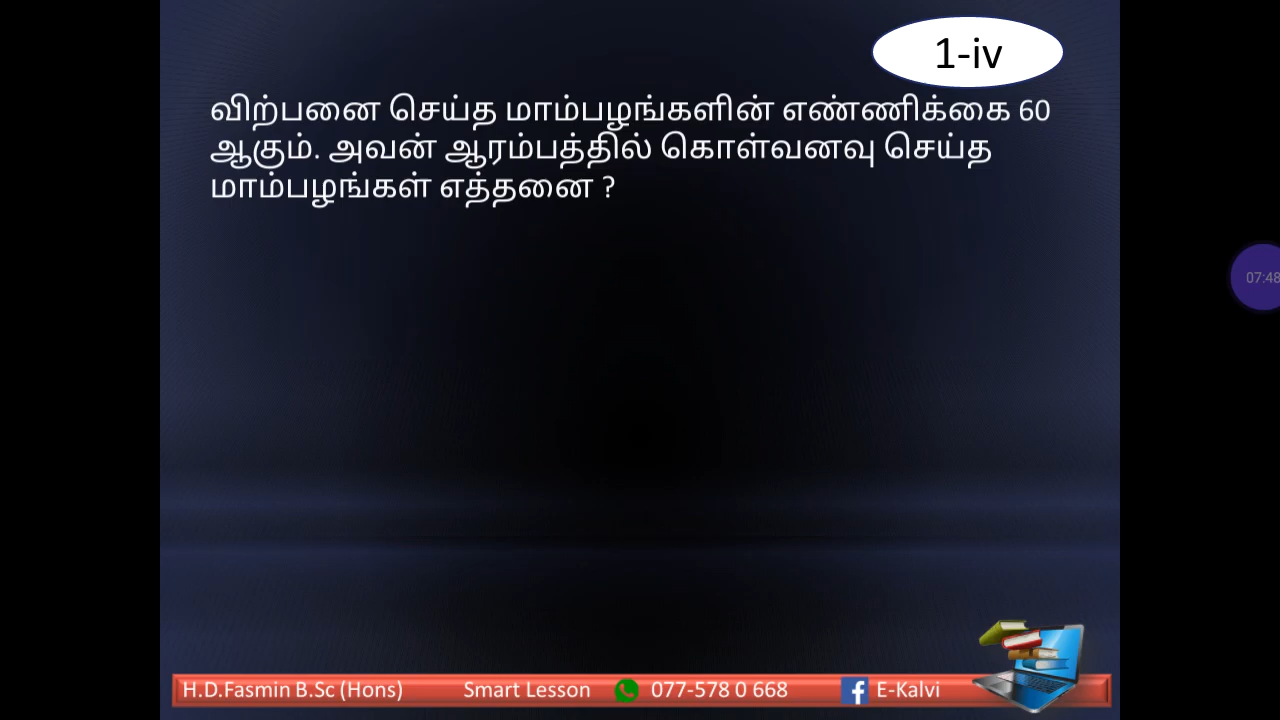 1-iv
விற்பனை செய்த மாம்பழங்களின் எண்ணிக்கை 60
ஆகும். அவன் ஆரம்பத்தில் கொள்வனவு செய்த
மாம்பழங்கள் எத்தனை ?
07:48
H.D.Fasmin B.Sc (Hons) Smart Lesson 077-578 0 668 E-Kalvi